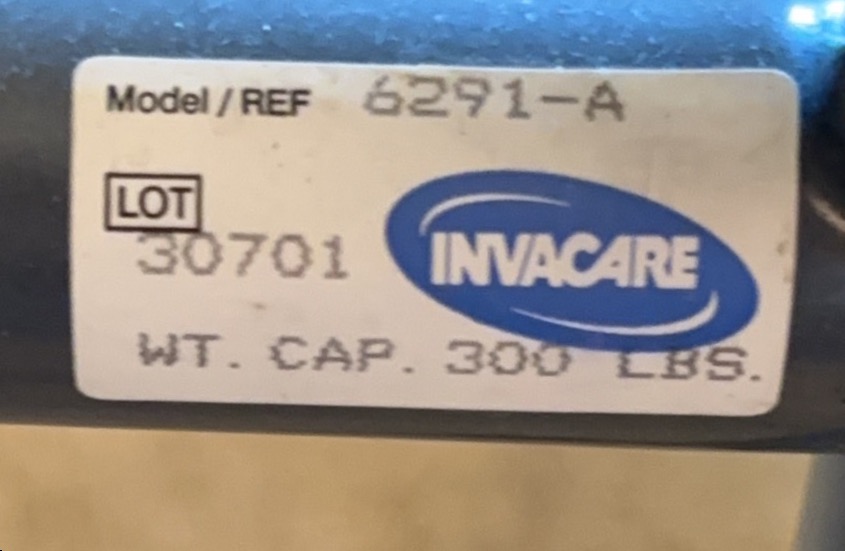 Model / REF 6291-A
LOT
30701
INVACARE
WT. CAP. 300 LBS.